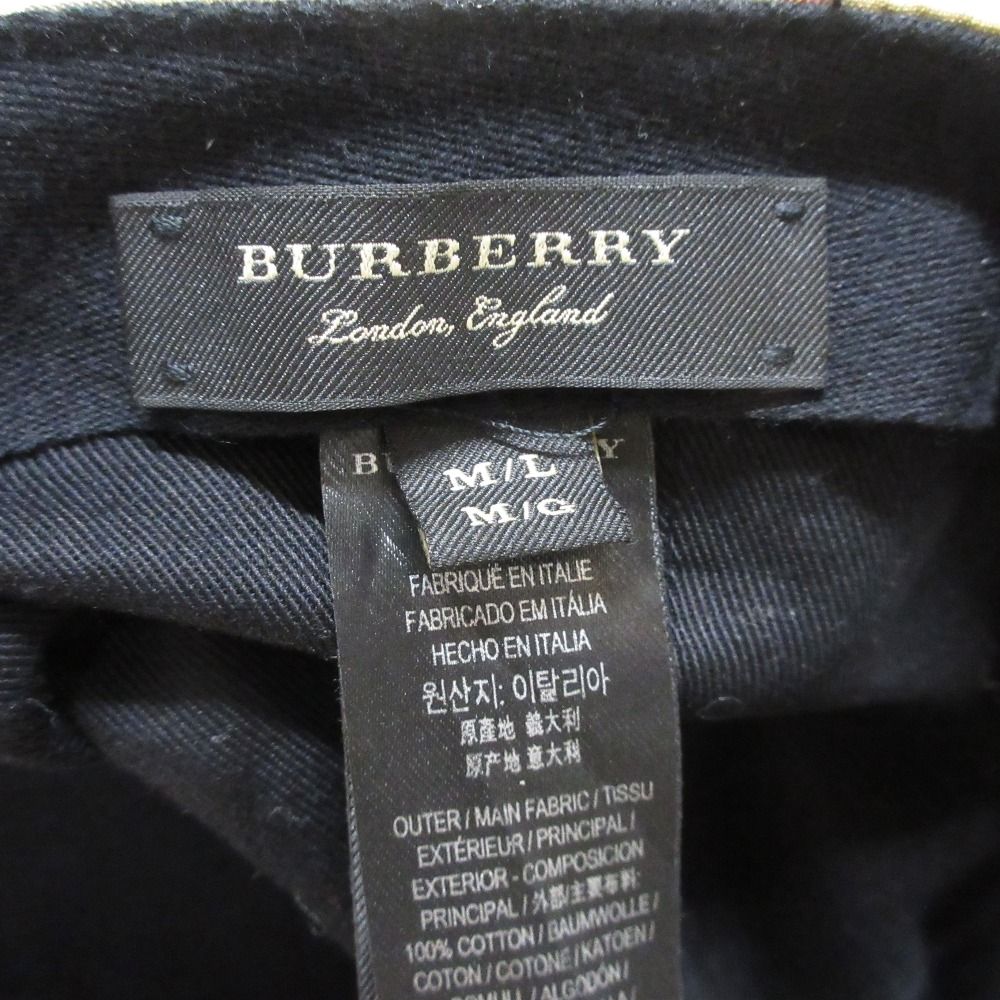 BURBERRY
London, England
BU Y
M/L
M/G
FABRIQUÉ EN ITALIE
FABRICADO EM ITÁLIA
HECHO EN ITALIA
원산지: 이탈리아
原產地 義大利
原产地 意大利
OUTER / MAIN FABRIC / TISSU
EXTÉRIEUR / PRINCIPAL /
EXTERIOR - COMPOSICION
PRINCIPAL / 外部/主要布料:
100% COTTON / BAUMWOLLE /
COTON / COTONE / KATOEN /
ALGODÓN /